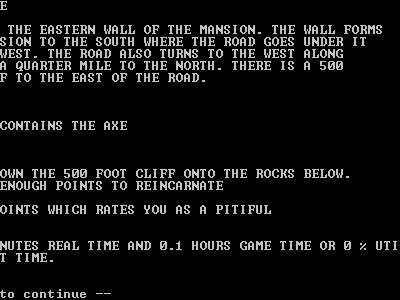 E
THE EASTERN WALL OF THE MANSION. THE WALL FORMS
SION TO THE SOUTH WHERE THE ROAD GOES UNDER IT
WEST. THE ROAD ALSO TURNS TO THE WEST ALONG
A QUARTER MILE TO THE NORTH. THERE IS A 500
F TO THE EAST OF THE ROAD.
CONTAINS THE AXE
OWN THE 500 FOOT CLIFF ONTO THE ROCKS BELOW.
ENOUGH POINTS TO REINCARNATE
OINTS WHICH RATES YOU AS A PITIFUL
NUTES REAL TIME AND 0.1 HOURS GAME TIME OR 0 % UTI
T TIME.
to continue --